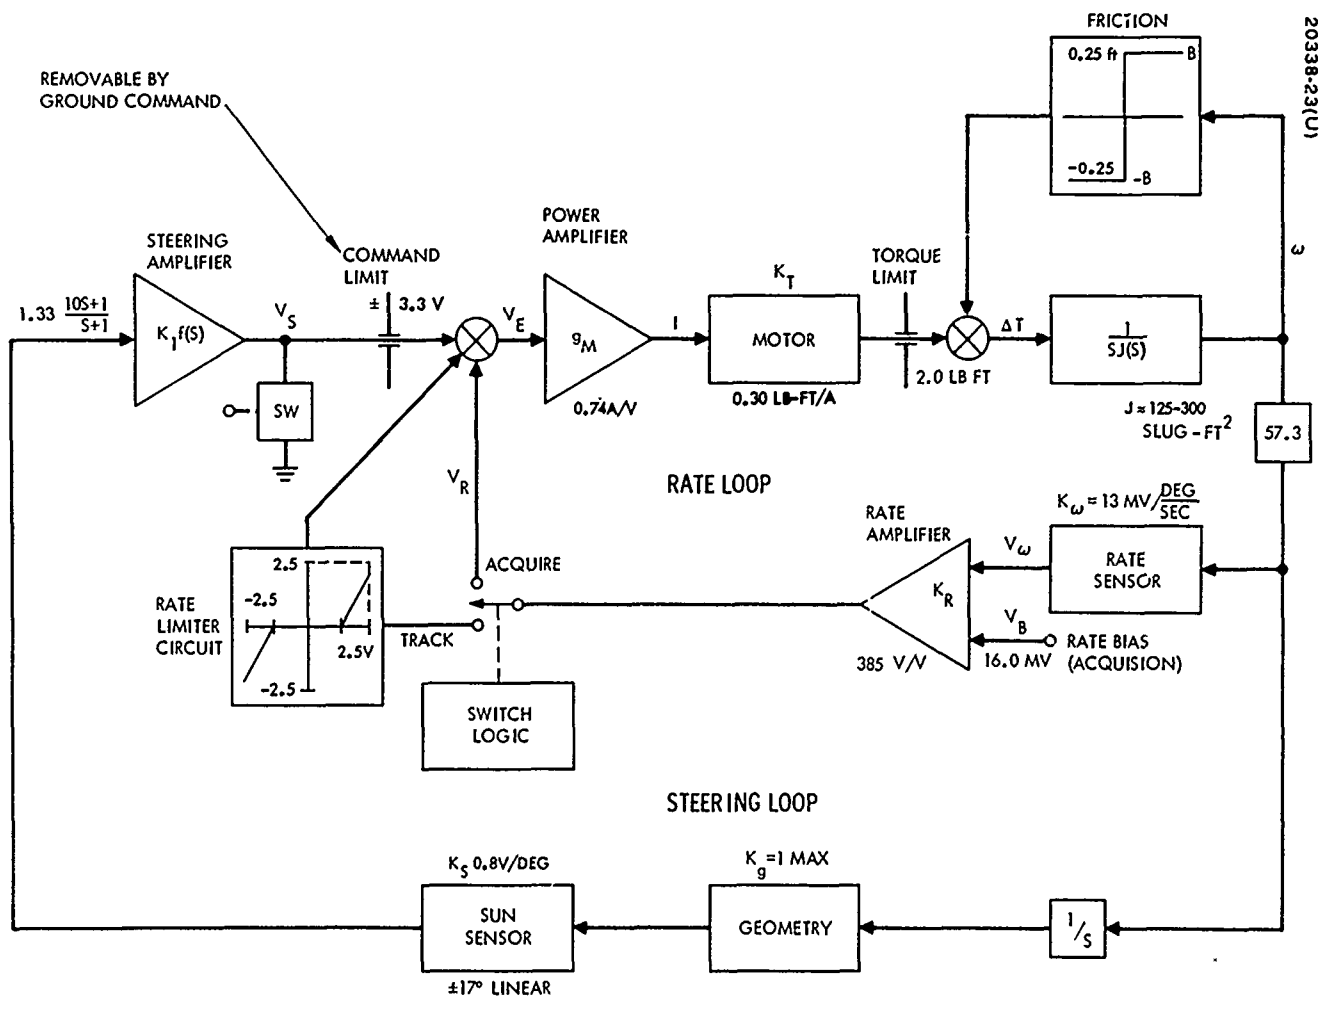 FRICTION
20338-23(U)
0.25 ft
B
-0.25
-B
REMOVABLE BY
GROUND COMMAND
STEERING
AMPLIFIER
COMMAND
LIMIT
± 3.3 V
POWER
AMPLIFIER
TORQUE
LIMIT
ω
1.33 10S+1
S+1
K₁f(S)
V_S
V_E
g_M
I
K_T
MOTOR
ΔT
1
SJ(S)
SW
0.74A/V
0.30 LB-FT/A
2.0 LB FT
J ≈ 125-300
SLUG - FT²
57.3
V_R
RATE LOOP
K_ω = 13 MV/DEG
SEC
RATE
AMPLIFIER
V_ω
RATE
SENSOR
K_R
V_B
385 V/V
16.0 MV
RATE BIAS
(ACQUISION)
ACQUIRE
TRACK
RATE
LIMITER
CIRCUIT
2.5
-2.5
2.5V
-2.5
SWITCH
LOGIC
STEERING LOOP
K_S 0.8V/DEG
K_g=1 MAX
SUN
SENSOR
GEOMETRY
1/S
±17° LINEAR